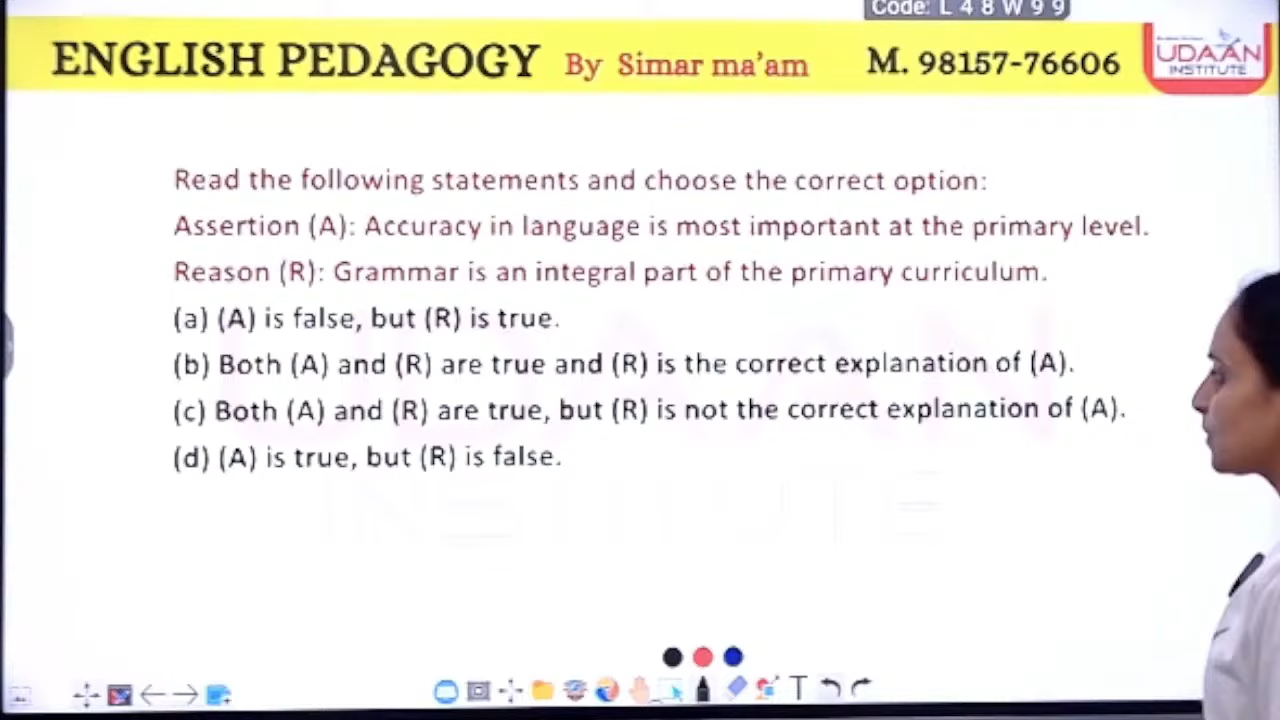 Code: L 4 8 W 9 9
ENGLISH PEDAGOGY By Simar ma'am M. 98157-76606 UDAAN INSTITUTE
Read the following statements and choose the correct option:
Assertion (A): Accuracy in language is most important at the primary level.
Reason (R): Grammar is an integral part of the primary curriculum.
(a) (A) is false, but (R) is true.
(b) Both (A) and (R) are true and (R) is the correct explanation of (A).
(c) Both (A) and (R) are true, but (R) is not the correct explanation of (A).
(d) (A) is true, but (R) is false.
UDAAN
INSTITUTE
T